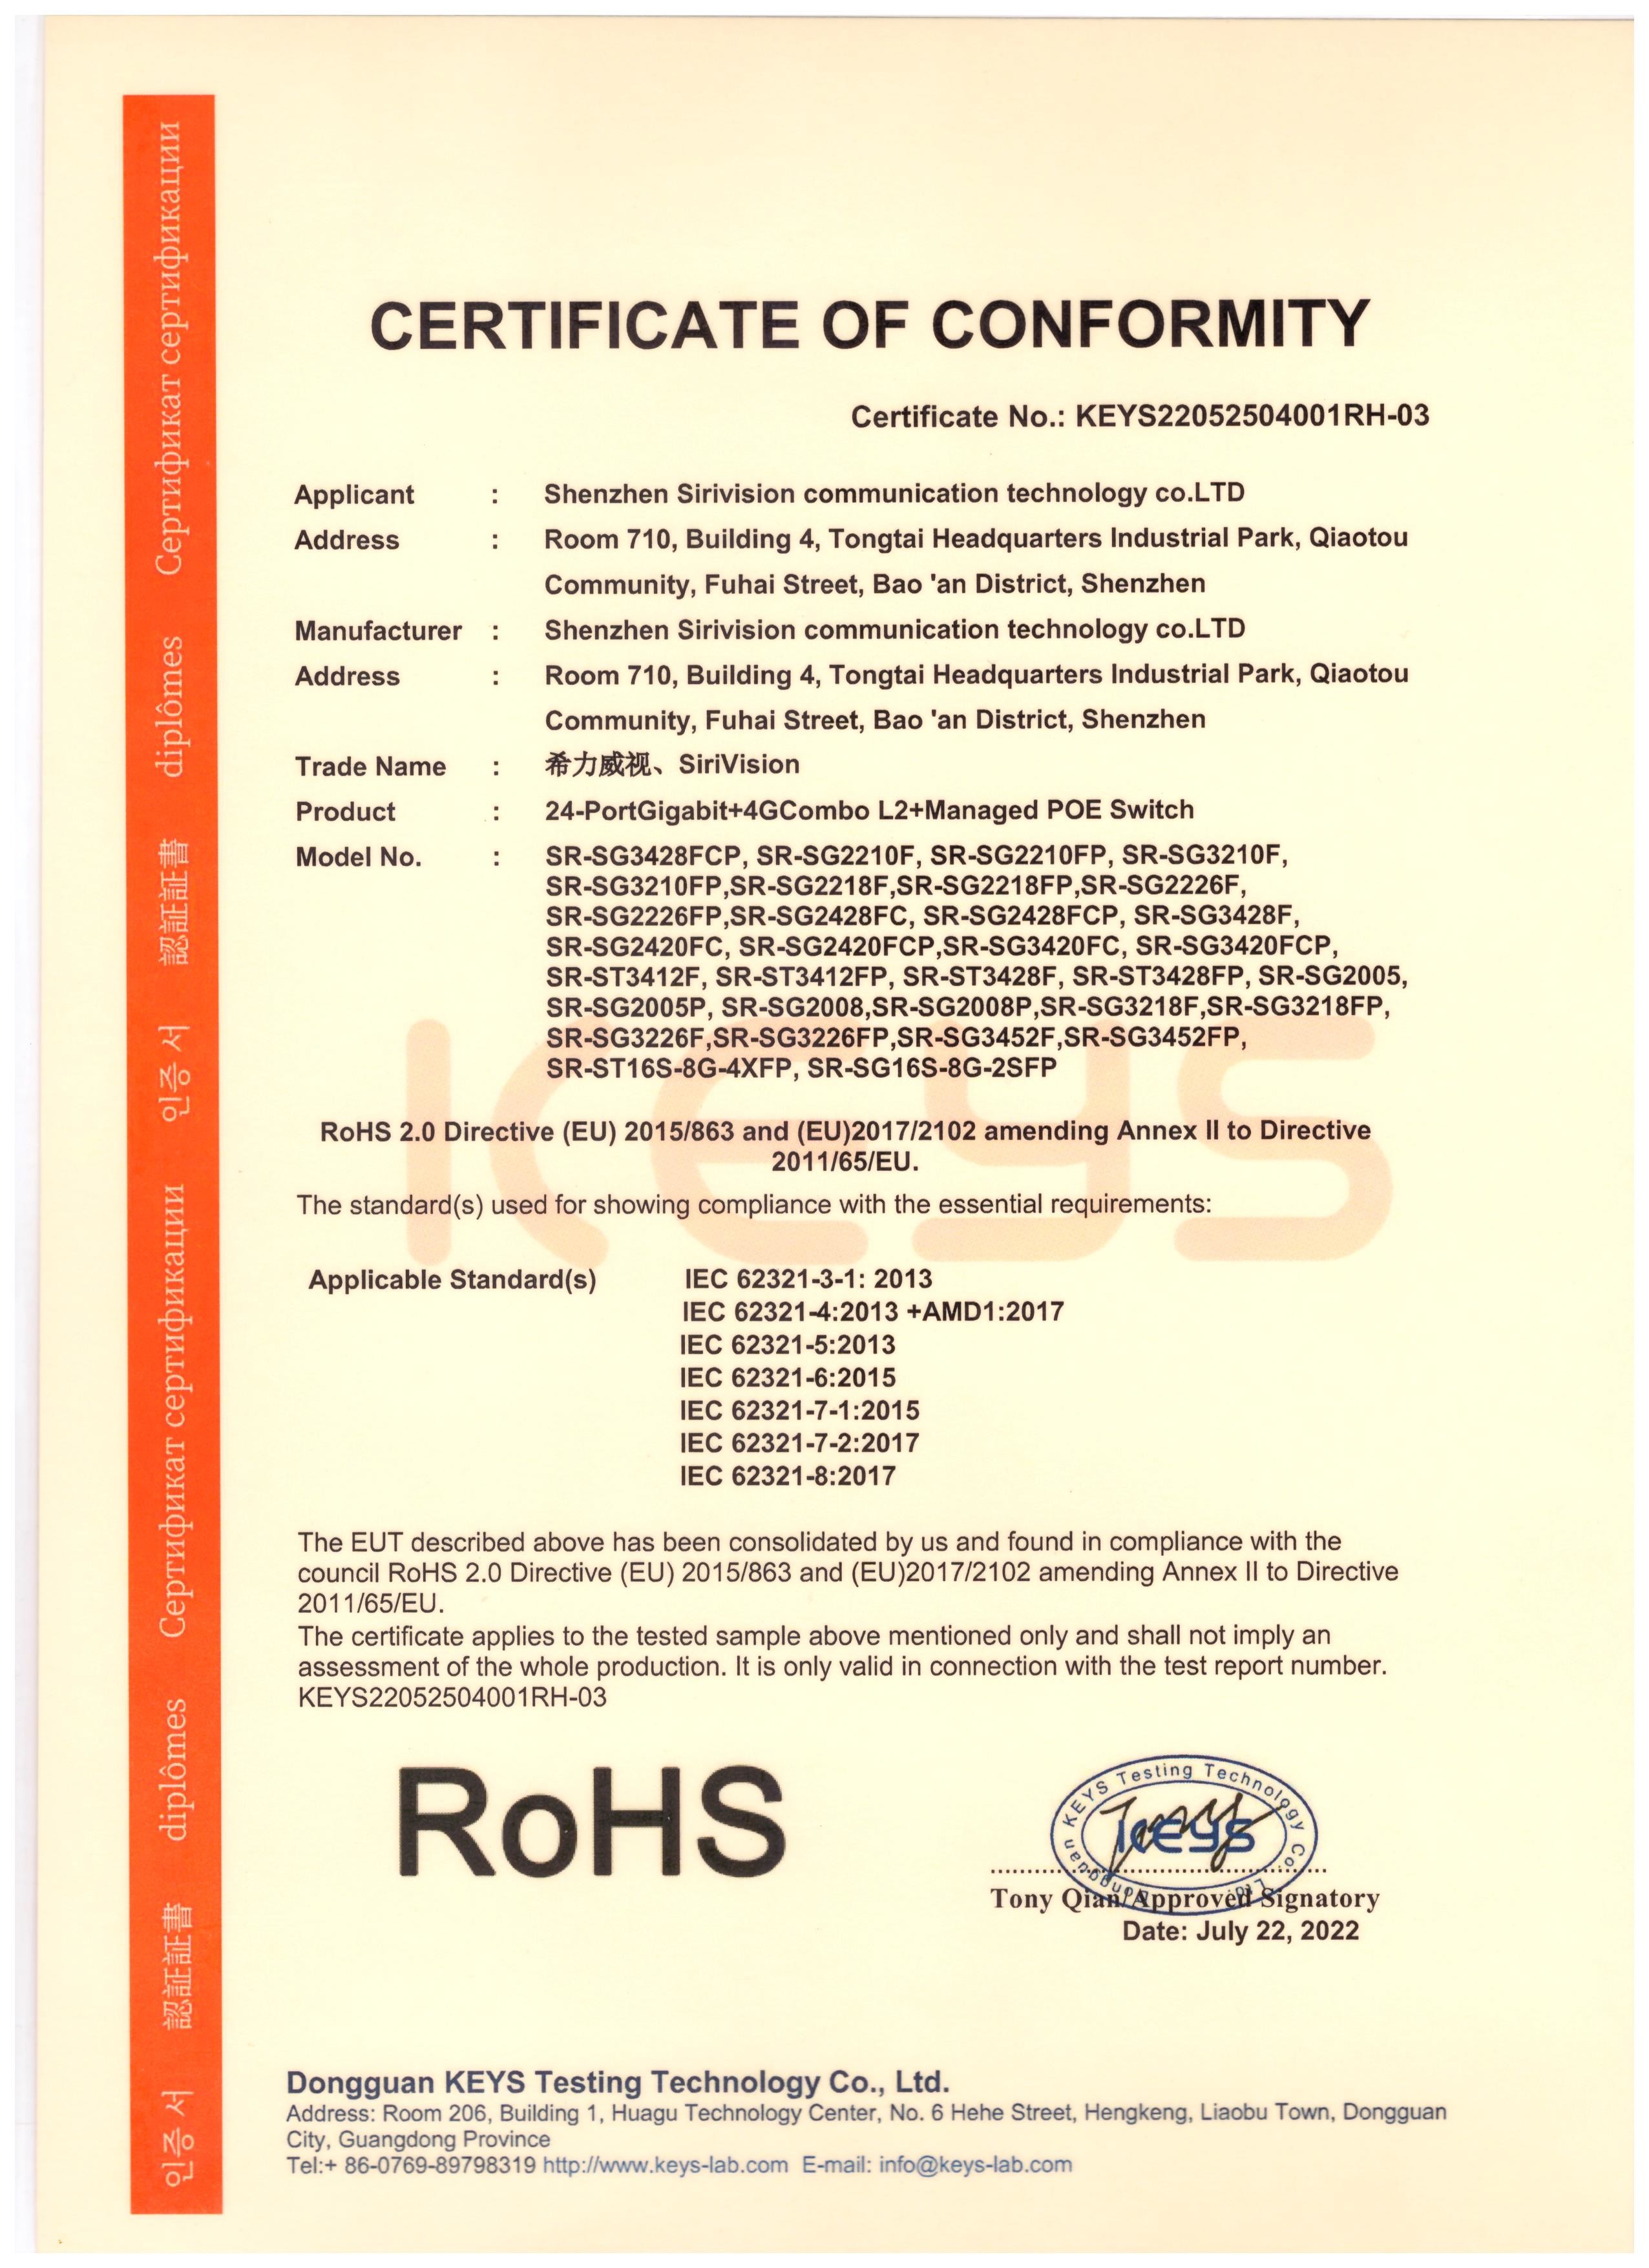 CERTIFICATE OF CONFORMITY
Certificate No.: KEYS22052504001RH-03
Applicant : Shenzhen Sirivision communication technology co.LTD
Address : Room 710, Building 4, Tongtai Headquarters Industrial Park, Qiaotou
Community, Fuhai Street, Bao 'an District, Shenzhen
Manufacturer : Shenzhen Sirivision communication technology co.LTD
Address : Room 710, Building 4, Tongtai Headquarters Industrial Park, Qiaotou
Community, Fuhai Street, Bao 'an District, Shenzhen
Trade Name : 希力威视、SiriVision
Product : 24-PortGigabit+4GCombo L2+Managed POE Switch
Model No. : SR-SG3428FCP, SR-SG2210F, SR-SG2210FP, SR-SG3210F,
SR-SG3210FP,SR-SG2218F,SR-SG2218FP,SR-SG2226F,
SR-SG2226FP,SR-SG2428FC, SR-SG2428FCP, SR-SG3428F,
SR-SG2420FC, SR-SG2420FCP,SR-SG3420FC, SR-SG3420FCP,
SR-ST3412F, SR-ST3412FP, SR-ST3428F, SR-ST3428FP, SR-SG2005,
SR-SG2005P, SR-SG2008,SR-SG2008P,SR-SG3218F,SR-SG3218FP,
SR-SG3226F,SR-SG3226FP,SR-SG3452F,SR-SG3452FP,
SR-ST16S-8G-4XFP, SR-SG16S-8G-2SFP
KEYS
RoHS 2.0 Directive (EU) 2015/863 and (EU)2017/2102 amending Annex II to Directive
2011/65/EU.
The standard(s) used for showing compliance with the essential requirements:
Applicable Standard(s) IEC 62321-3-1: 2013
IEC 62321-4:2013 +AMD1:2017
IEC 62321-5:2013
IEC 62321-6:2015
IEC 62321-7-1:2015
IEC 62321-7-2:2017
IEC 62321-8:2017
The EUT described above has been consolidated by us and found in compliance with the
council RoHS 2.0 Directive (EU) 2015/863 and (EU)2017/2102 amending Annex II to Directive
2011/65/EU.
The certificate applies to the tested sample above mentioned only and shall not imply an
assessment of the whole production. It is only valid in connection with the test report number.
KEYS22052504001RH-03
RoHS
Dongguan KEYS Testing Technology Co., Ltd.
KEYS
Tony
Tony Qian/Approved Signatory
Date: July 22, 2022
Dongguan KEYS Testing Technology Co., Ltd.
Address: Room 206, Building 1, Huagu Technology Center, No. 6 Hehe Street, Hengkeng, Liaobu Town, Dongguan
City, Guangdong Province
Tel:+ 86-0769-89798319 http://www.keys-lab.com E-mail: info@keys-lab.com
인증 서 認証証書 diplômes Сертификат сертификации 인증 서 認証証書 diplômes Сертификат сертификации